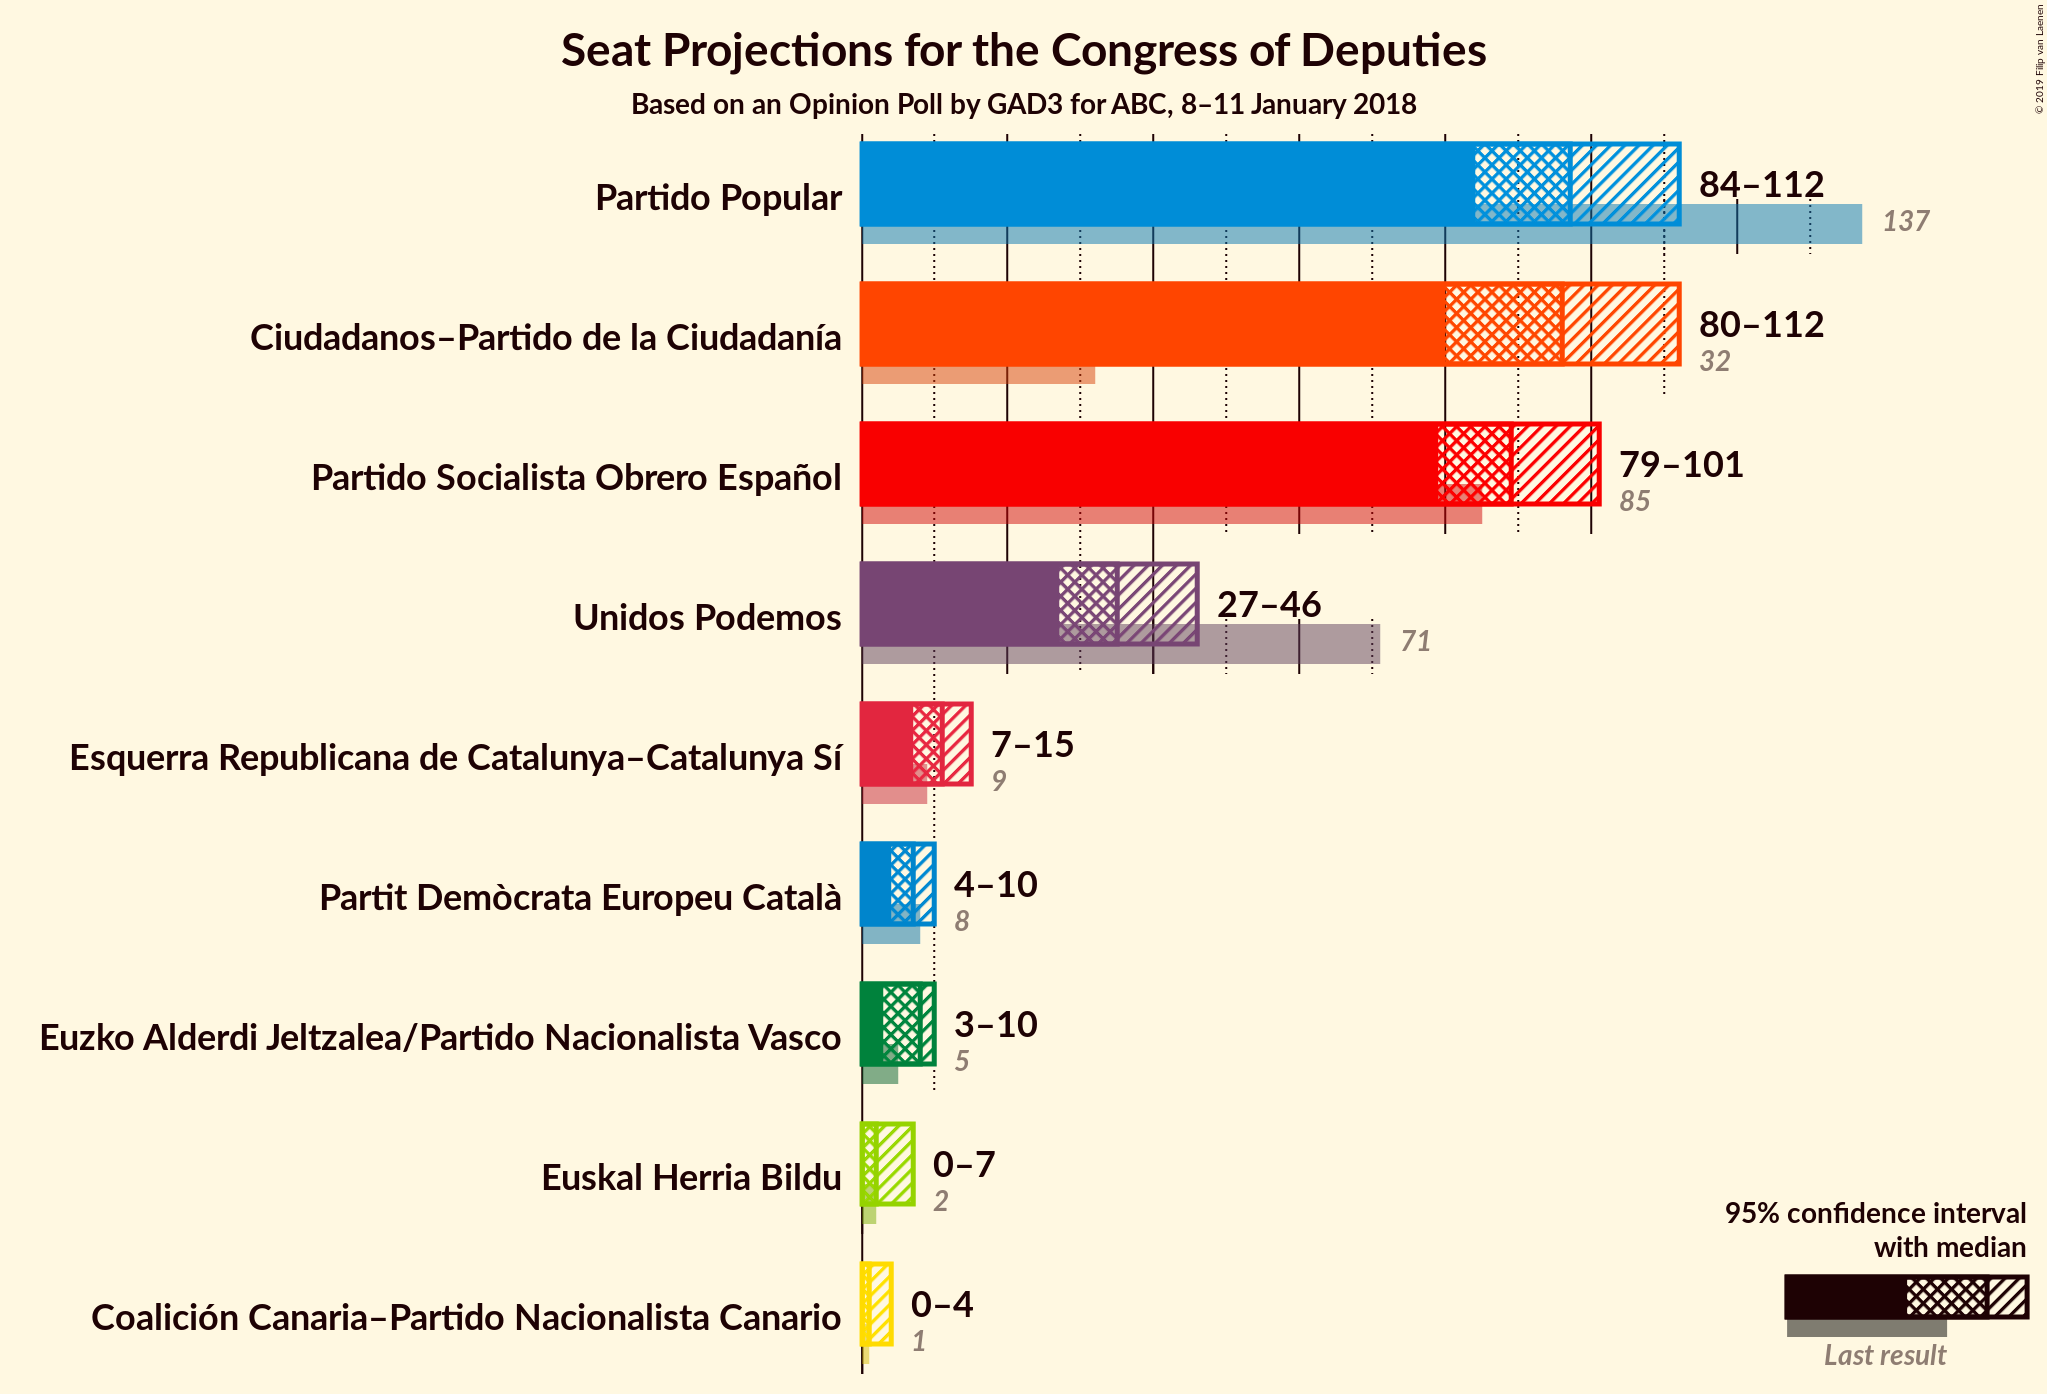 Seat Projections for the Congress of Deputies
Based on an Opinion Poll by GAD3 for ABC, 8–11 January 2018
© 2019 Filip van Laenen
Partido Popular
84–112
137
Ciudadanos–Partido de la Ciudadanía
80–112
32
Partido Socialista Obrero Español
79–101
85
Unidos Podemos
27–46
71
Esquerra Republicana de Catalunya–Catalunya Sí
7–15
9
Partit Demòcrata Europeu Català
4–10
8
Euzko Alderdi Jeltzalea/Partido Nacionalista Vasco
3–10
5
Euskal Herria Bildu
0–7
2
Coalición Canaria–Partido Nacionalista Canario
0–4
1
95% confidence interval
with median
Last result